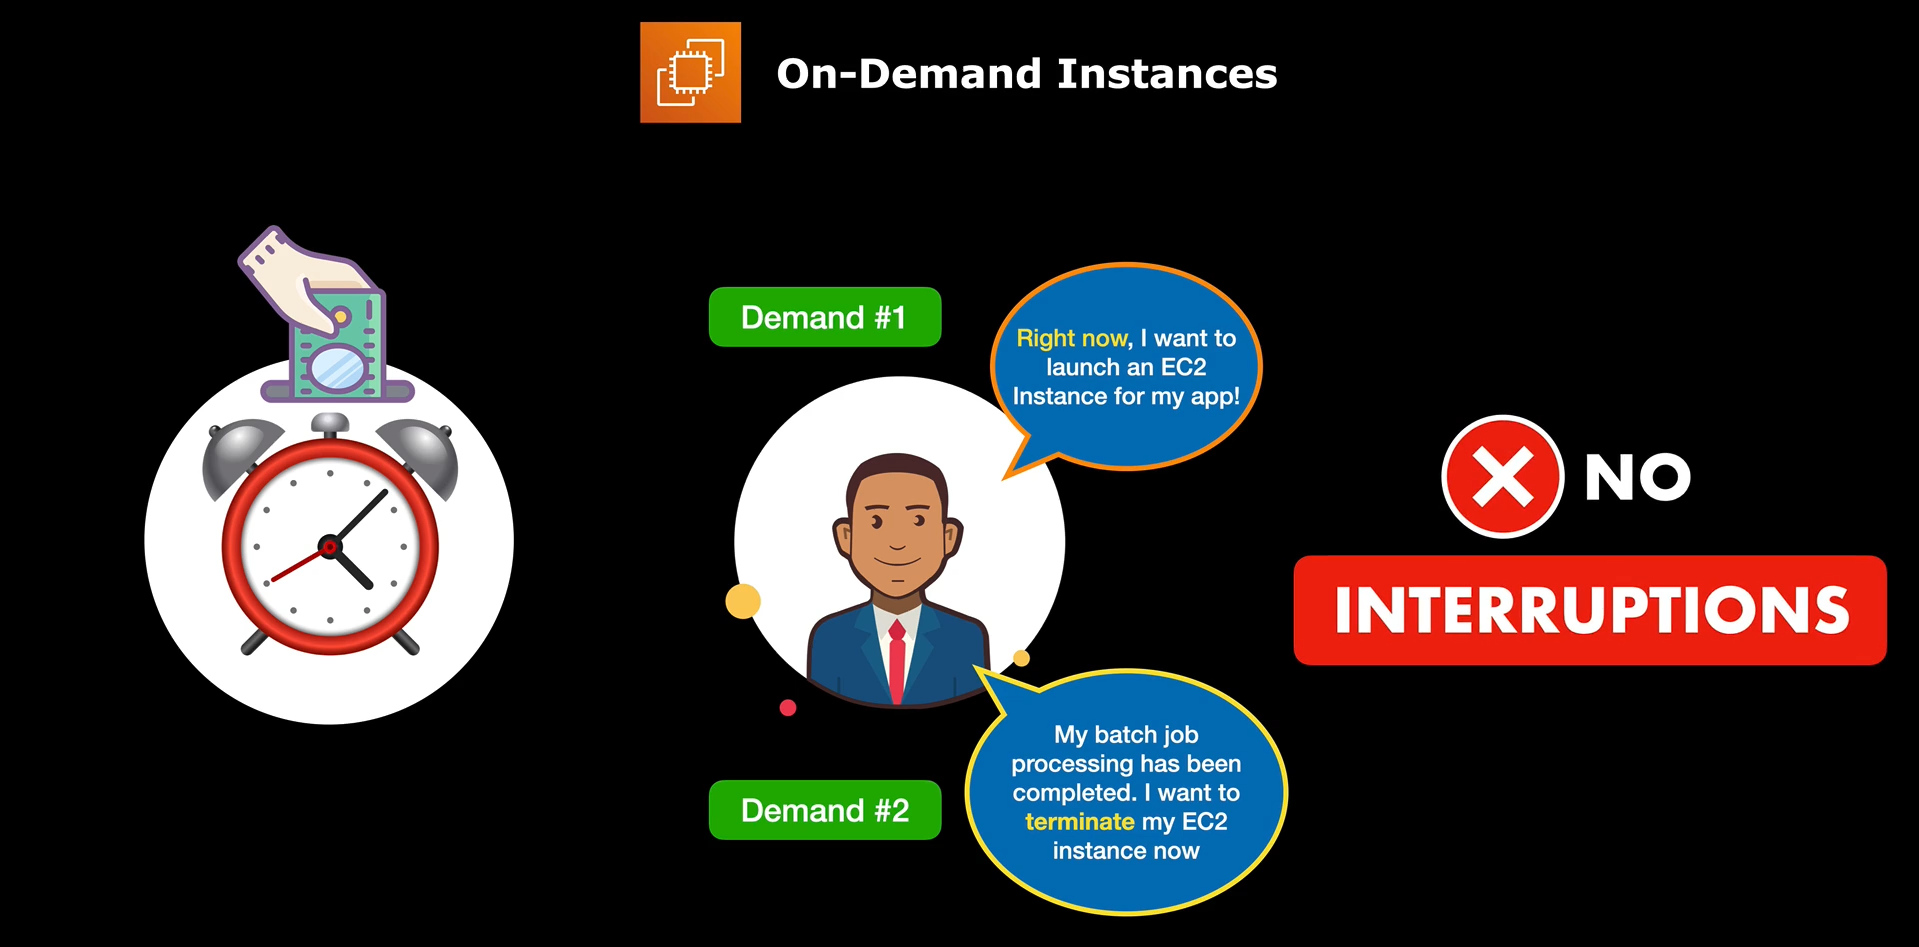 On-Demand Instances
Demand #1
Right now, I want to
launch an EC2
Instance for my app!
NO
INTERRUPTIONS
My batch job
processing has been
completed. I want to
terminate my EC2
instance now
Demand #2